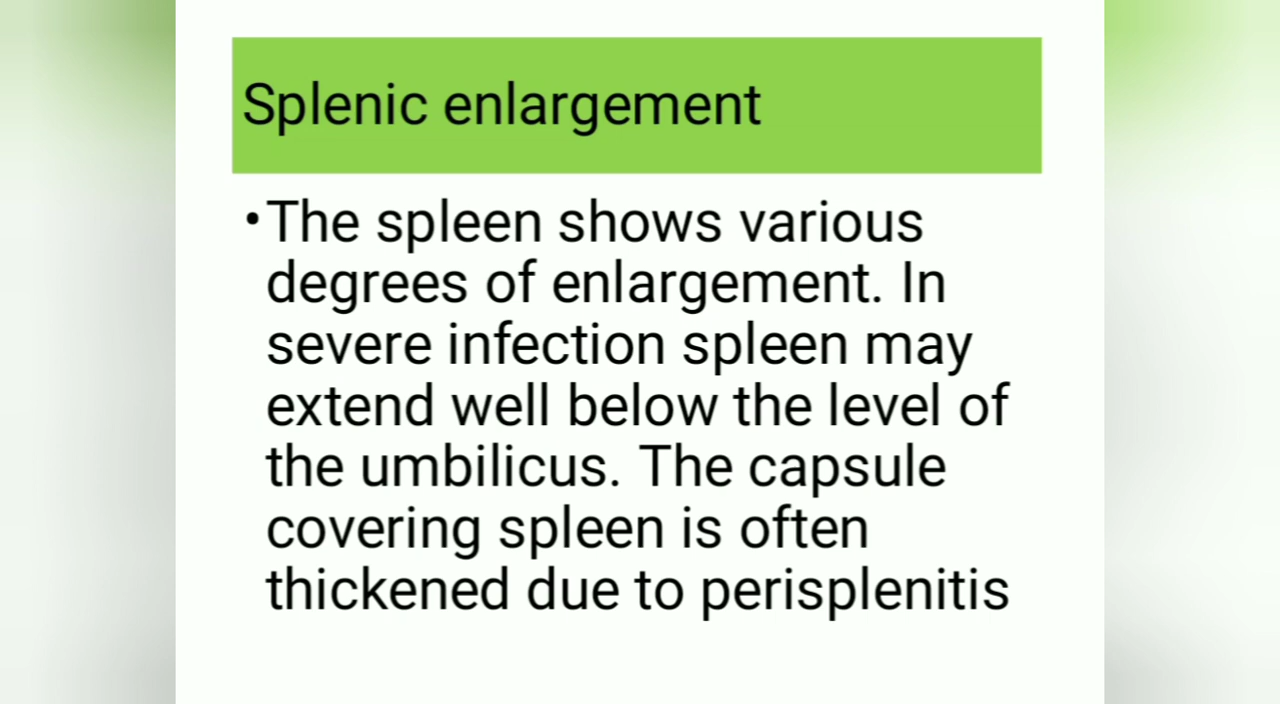 Splenic enlargement
•The spleen shows various
degrees of enlargement. In
severe infection spleen may
extend well below the level of
the umbilicus. The capsule
covering spleen is often
thickened due to perisplenitis